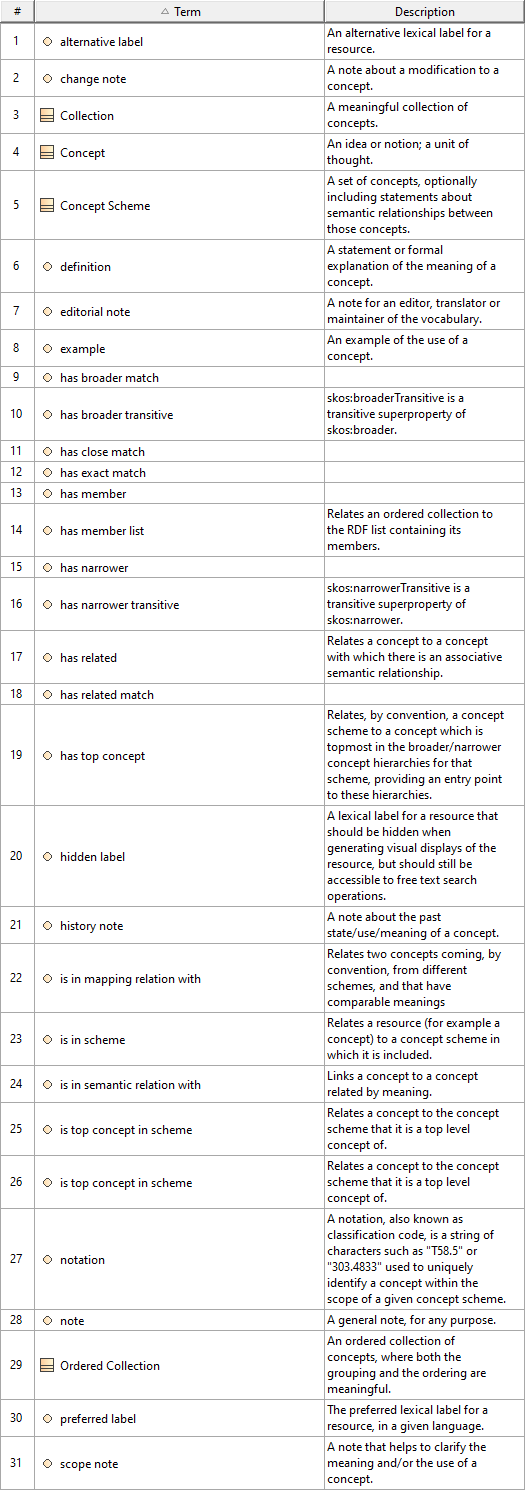 # Term Description
1 alternative label An alternative lexical label for a
resource.
2 change note A note about a modification to a
concept.
3 Collection A meaningful collection of
concepts.
4 Concept An idea or notion; a unit of
thought.
5 Concept Scheme A set of concepts, optionally
including statements about
semantic relationships between
those concepts.
6 definition A statement or formal
explanation of the meaning of a
concept.
7 editorial note A note for an editor, translator or
maintainer of the vocabulary.
8 example An example of the use of a
concept.
9 has broader match
10 has broader transitive skos:broaderTransitive is a
transitive superproperty of
skos:broader.
11 has close match
12 has exact match
13 has member
14 has member list Relates an ordered collection to
the RDF list containing its
members.
15 has narrower
16 has narrower transitive skos:narrowerTransitive is a
transitive superproperty of
skos:narrower.
17 has related Relates a concept to a concept
with which there is an associative
semantic relationship.
18 has related match
19 has top concept Relates, by convention, a concept
scheme to a concept which is
topmost in the broader/narrower
concept hierarchies for that
scheme, providing an entry point
to these hierarchies.
20 hidden label A lexical label for a resource that
should be hidden when
generating visual displays of the
resource, but should still be
accessible to free text search
operations.
21 history note A note about the past
state/use/meaning of a concept.
22 is in mapping relation with Relates two concepts coming, by
convention, from different
schemes, and that have
comparable meanings
23 is in scheme Relates a resource (for example a
concept) to a concept scheme in
which it is included.
24 is in semantic relation with Links a concept to a concept
related by meaning.
25 is top concept in scheme Relates a concept to the concept
scheme that it is a top level
concept of.
26 is top concept in scheme Relates a concept to the concept
scheme that it is a top level
concept of.
27 notation A notation, also known as
classification code, is a string of
characters such as "T58.5" or
"303.4833" used to uniquely
identify a concept within the
scope of a given concept scheme.
28 note A general note, for any purpose.
29 Ordered Collection An ordered collection of
concepts, where both the
grouping and the ordering are
meaningful.
30 preferred label The preferred lexical label for a
resource, in a given language.
31 scope note A note that helps to clarify the
meaning and/or the use of a
concept.